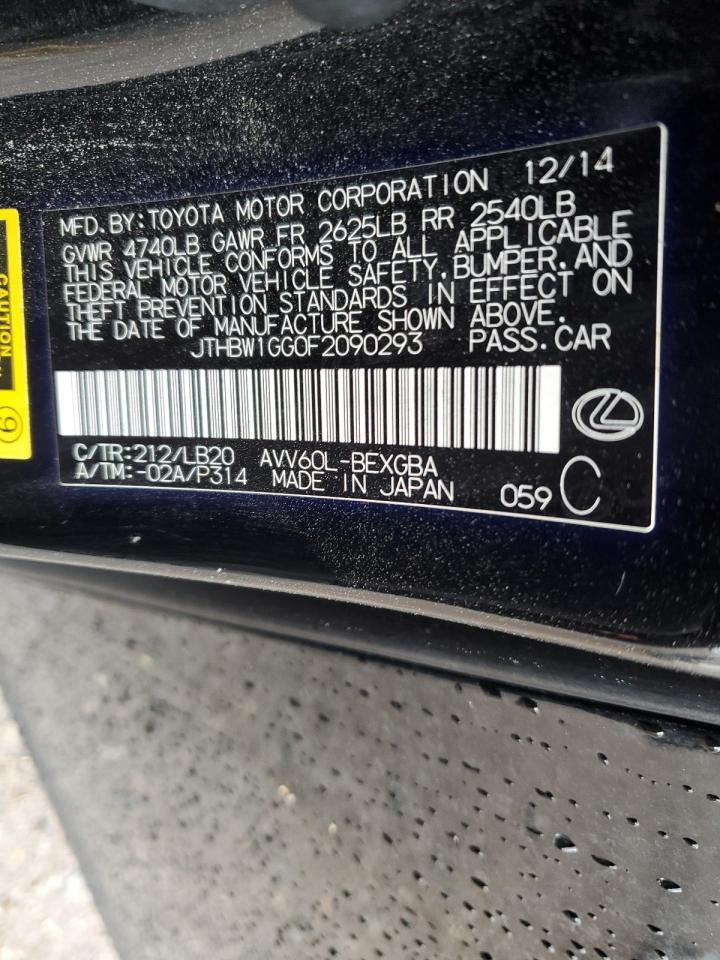 MFD.BY:TOYOTA MOTOR CORPORATION 12/14
GVWR 4740LB GAWR FR 2625LB RR 2540LB
THIS VEHICLE CONFORMS TO ALL APPLICABLE
FEDERAL MOTOR VEHICLE SAFETY,BUMPER,AND
THEFT PREVENTION STANDARDS IN EFFECT ON
THE DATE OF MANUFACTURE SHOWN ABOVE.
JTHBW1GG0F2090293 PASS.CAR
C/TR:212/LB20 AVV60L-BEXGBA
A/TM:-02A/P314 MADE IN JAPAN 059 C
CAUTION
9